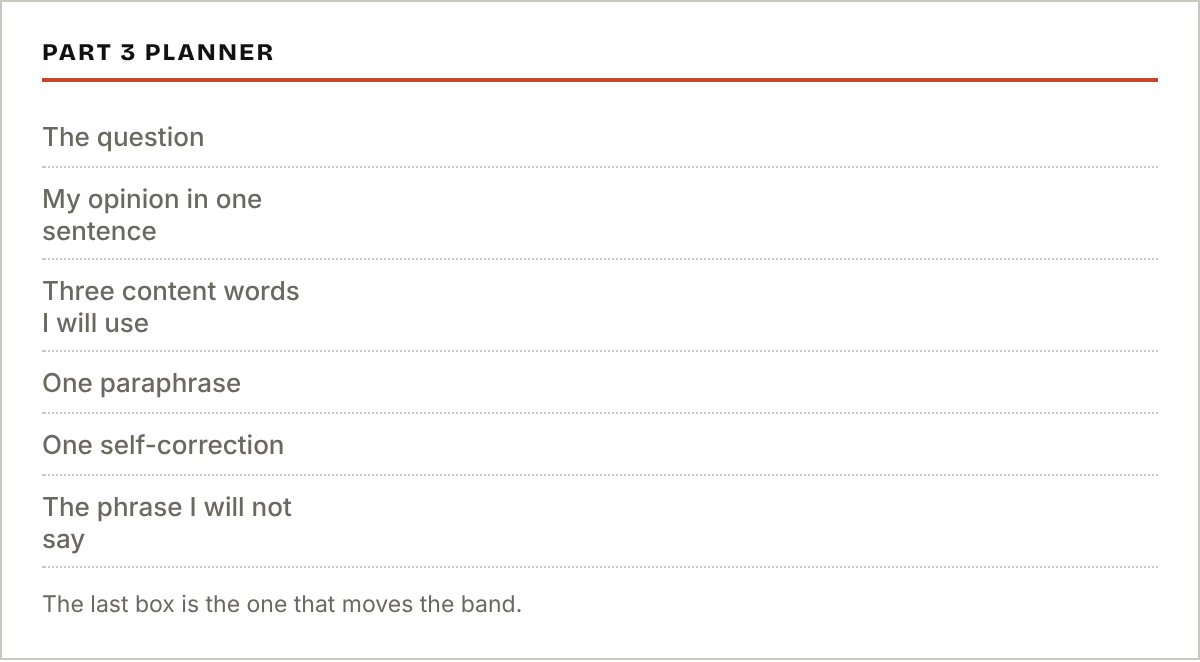 PART 3 PLANNER
The question
My opinion in one
sentence
Three content words
I will use
One paraphrase
One self-correction
The phrase I will not
say
The last box is the one that moves the band.